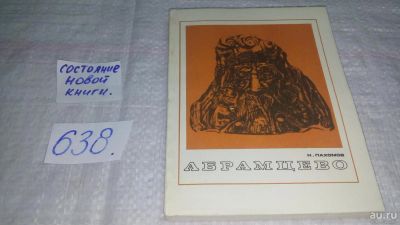 состояние
новой
книги.
638.
Н. ПАХОМОВ
АБРАМЦЕВО
au.ru